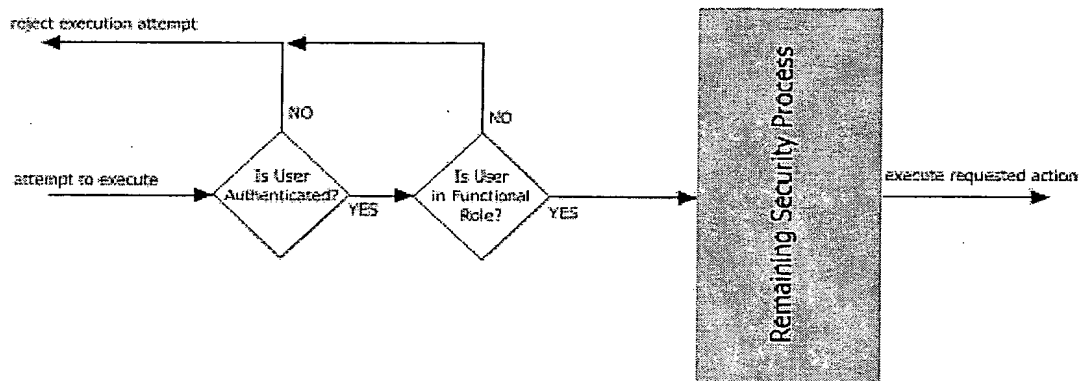 reject execution attempt
NO
NO
attempt to execute
Is User
Authenticated?
YES
Is User
in Functional
Role?
YES
Remaining Security Process
execute requested action